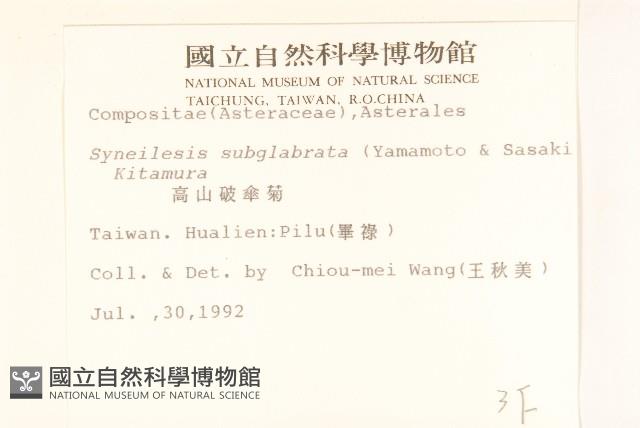 國立自然科學博物館
NATIONAL MUSEUM OF NATURAL SCIENCE
TAICHUNG, TAIWAN, R.O.CHINA
Compositae(Asteraceae),Asterales
Syneilesis subglabrata (Yamamoto & Sasaki
Kitamura
高山破傘菊
Taiwan. Hualien:Pilu(畢祿)
Coll. & Det. by Chiou-mei Wang(王秋美)
Jul. ,30,1992
國立自然科學博物館
NATIONAL MUSEUM OF NATURAL SCIENCE